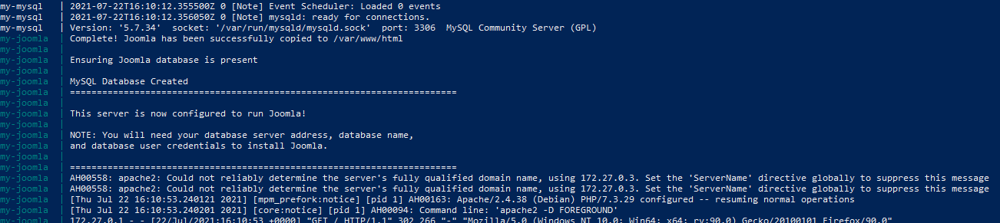 my-mysql | 2021-07-22T16:10:12.355500Z 0 [Note] Event Scheduler: Loaded 0 events
my-mysql | 2021-07-22T16:10:12.356050Z 0 [Note] mysqld: ready for connections.
my-mysql | Version: '5.7.34' socket: '/var/run/mysqld/mysqld.sock' port: 3306 MySQL Community Server (GPL)
my-joomla | Complete! Joomla has been successfully copied to /var/www/html
my-joomla |
my-joomla | Ensuring Joomla database is present
my-joomla |
my-joomla | MySQL Database Created
my-joomla | ========================================================================
my-joomla |
my-joomla | This server is now configured to run Joomla!
my-joomla |
my-joomla | NOTE: You will need your database server address, database name,
my-joomla | and database user credentials to install Joomla.
my-joomla |
my-joomla | ========================================================================
my-joomla | AH00558: apache2: Could not reliably determine the server's fully qualified domain name, using 172.27.0.3. Set the 'ServerName' directive globally to suppress this message
my-joomla | AH00558: apache2: Could not reliably determine the server's fully qualified domain name, using 172.27.0.3. Set the 'ServerName' directive globally to suppress this message
my-joomla | [Thu Jul 22 16:10:53.240121 2021] [mpm_prefork:notice] [pid 1] AH00163: Apache/2.4.38 (Debian) PHP/7.3.29 configured -- resuming normal operations
my-joomla | [Thu Jul 22 16:10:53.240201 2021] [core:notice] [pid 1] AH00094: Command line: 'apache2 -D FOREGROUND'
my-joomla | 172.27.0.1 - - [22/Jul/2021:16:10:53 +0000] "GET / HTTP/1.1" 302 266 "-" "Mozilla/5.0 (Windows NT 10.0; Win64; x64; rv:90.0) Gecko/20100101 Firefox/90.0"